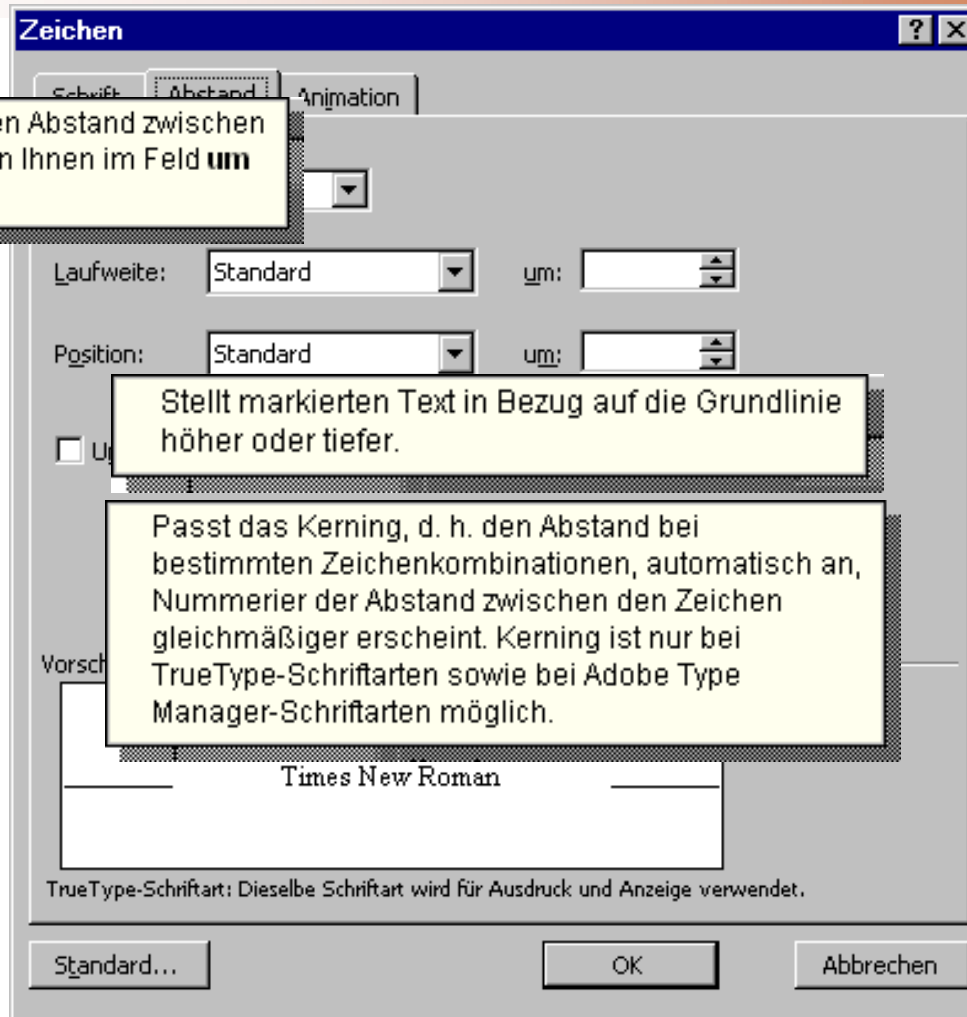 Zeichen
Schrift Abstand Animation
en Abstand zwischen
n Ihnen im Feld um
Laufweite: Standard um:
Position: Standard um:
Stellt markierten Text in Bezug auf die Grundlinie
höher oder tiefer.
Passt das Kerning, d. h. den Abstand bei
bestimmten Zeichenkombinationen, automatisch an,
Nummerier der Abstand zwischen den Zeichen
gleichmäßiger erscheint. Kerning ist nur bei
TrueType-Schriftarten sowie bei Adobe Type
Manager-Schriftarten möglich.
Vorsch
Times New Roman
TrueType-Schriftart: Dieselbe Schriftart wird für Ausdruck und Anzeige verwendet.
Standard... OK Abbrechen